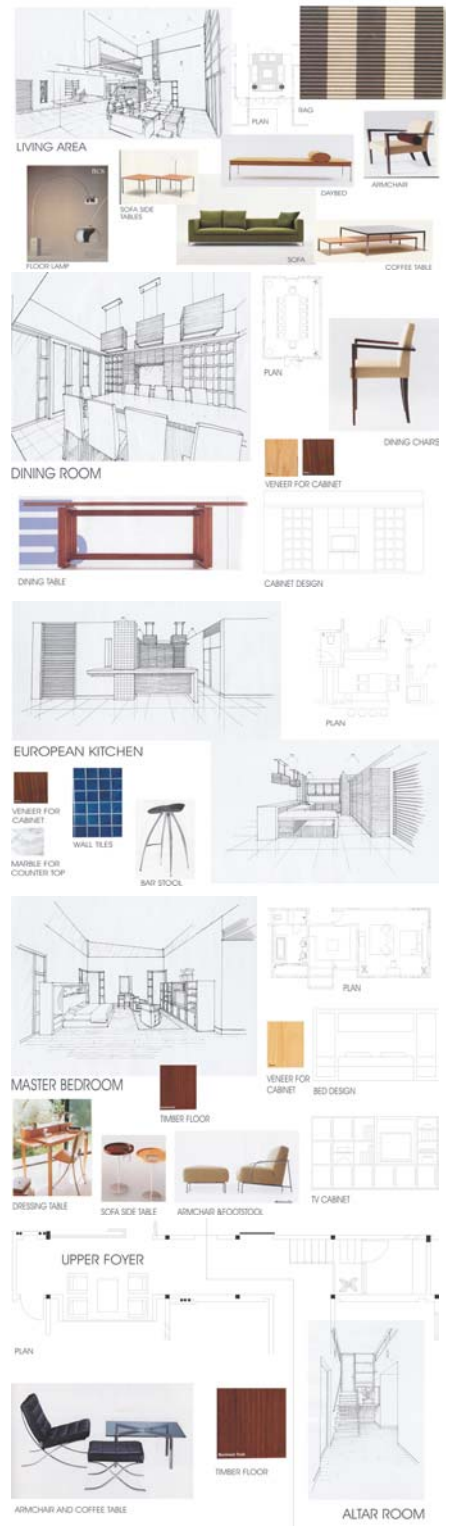 RAG
PLAN
LIVING AREA
ARMCHAIR
DAYBED
SOFA SIDE
TABLES
FLOOR LAMP
SOFA
COFFEE TABLE
PLAN
DINING CHAIRS
DINING ROOM
VENEER FOR CABINET
DINING TABLE
CABINET DESIGN
PLAN
EUROPEAN KITCHEN
VENEER FOR
CABINET
WALL TILES
MARBLE FOR
COUNTER TOP
BAR STOOL
PLAN
MASTER BEDROOM
VENEER FOR
CABINET
BED DESIGN
TIMBER FLOOR
DRESSING TABLE
SOFA SIDE TABLE
ARMCHAIR &FOOTSTOOL
TV CABINET
UPPER FOYER
PLAN
TIMBER FLOOR
ARMCHAIR AND COFFEE TABLE
ALTAR ROOM